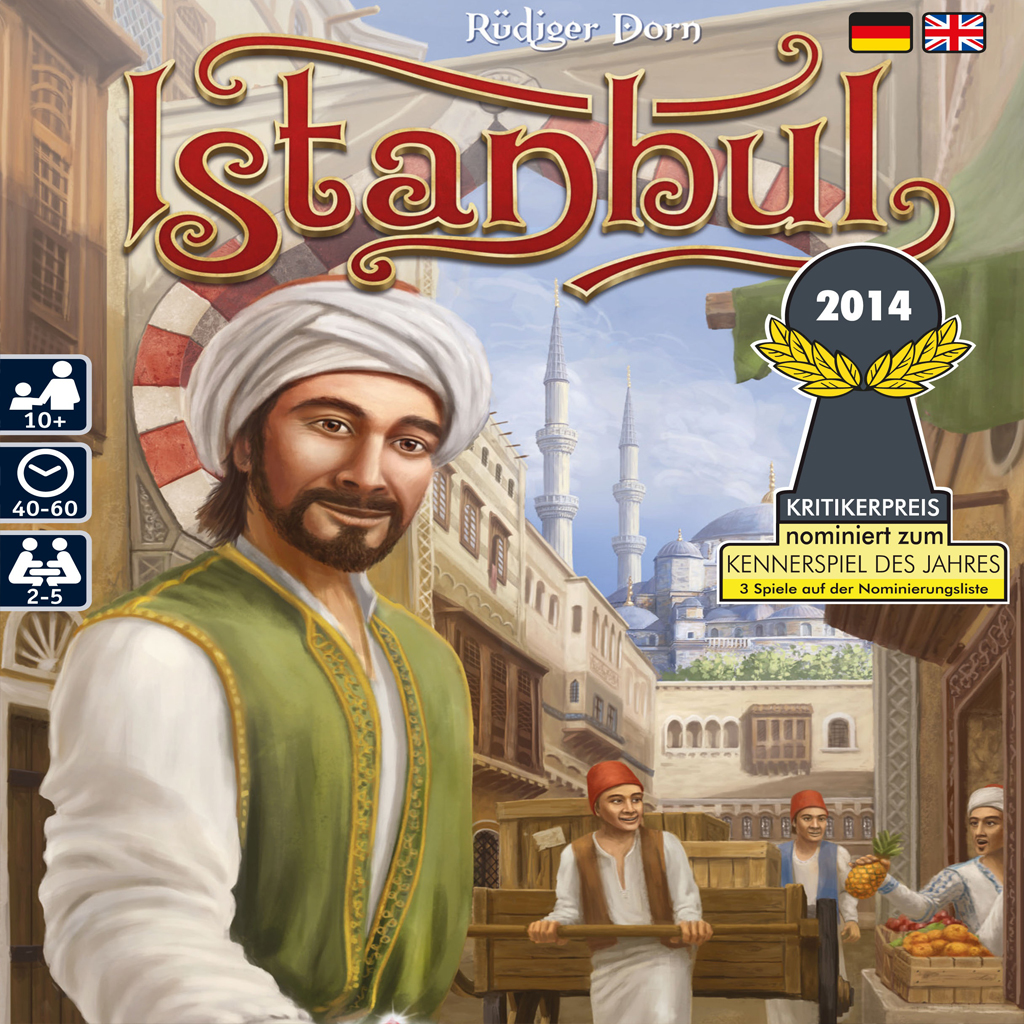 Rüdiger Dorn
Istanbul
2014
10+
40-60
2-5
KRITIKERPREIS
nominiert zum
KENNERSPIEL DES JAHRES
3 Spiele auf der Nominierungsliste